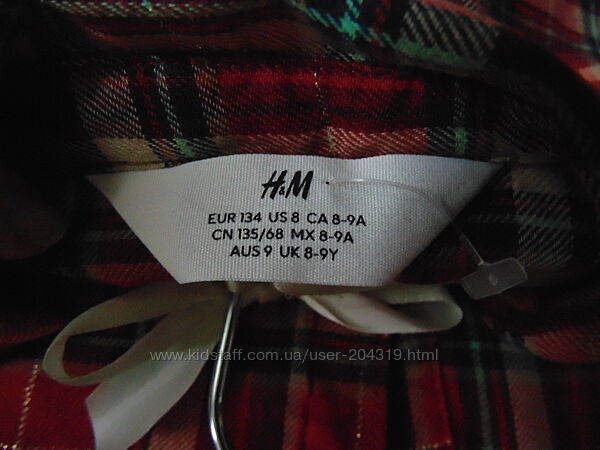 H&M
EUR 134 US 8 CA 8-9A
CN 135/68 MX 8-9A
AUS 9 UK 8-9Y
www.kidstaff.com.ua/user-204319.html